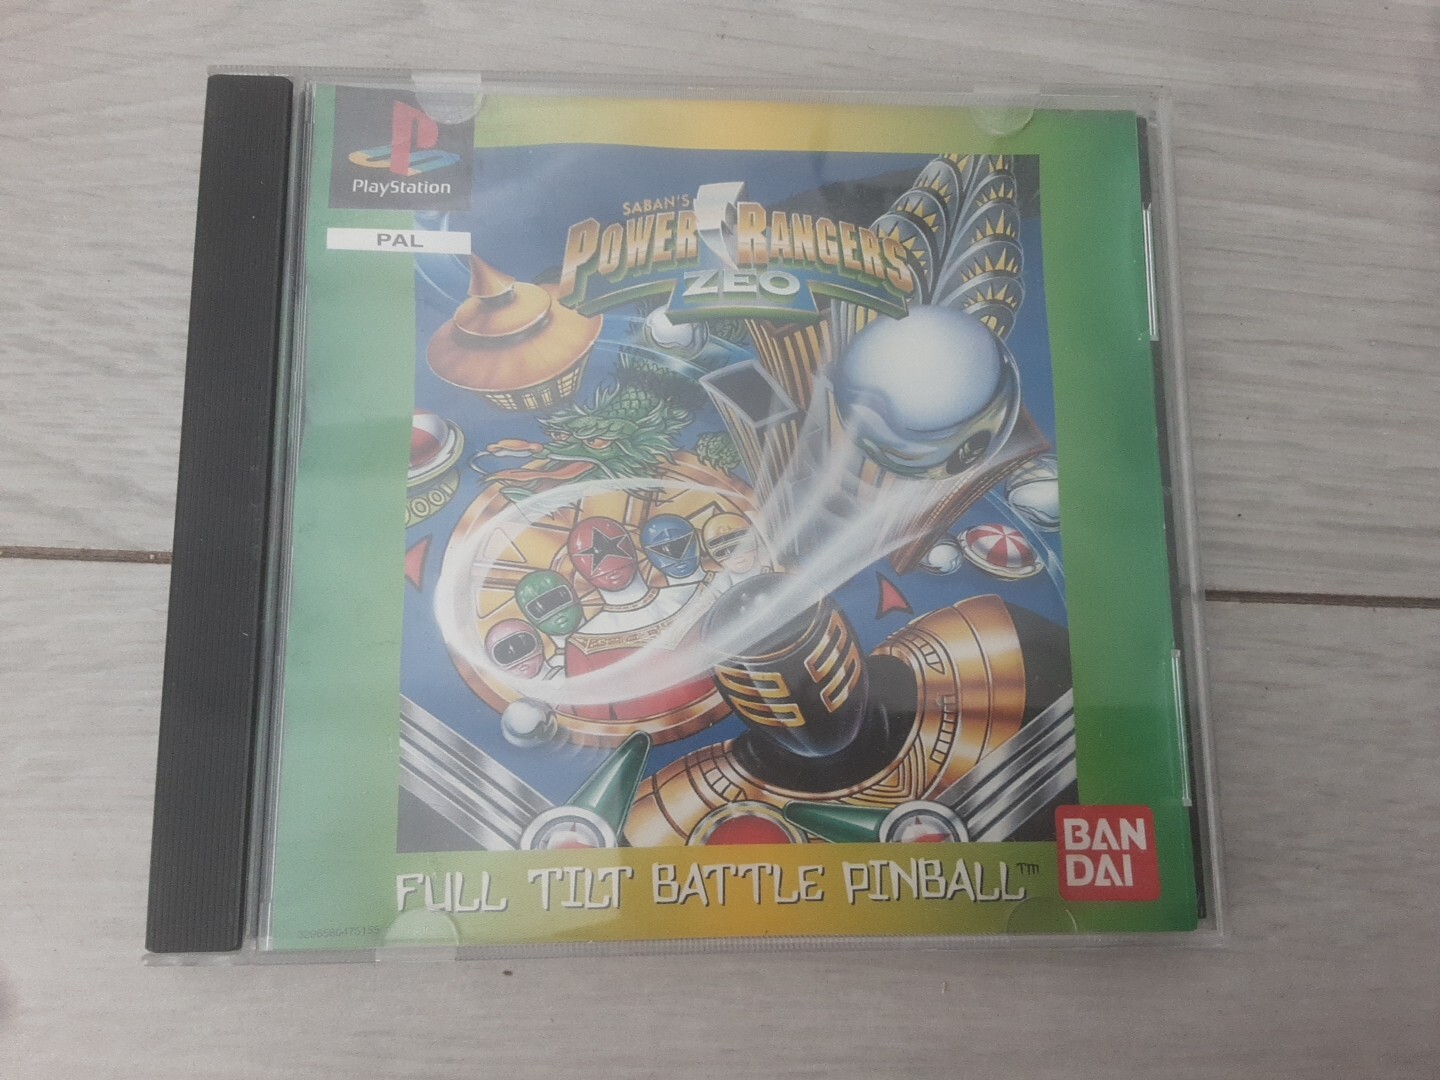 PlayStation
PAL
SABAN'S
POWER RANGERS
ZEO
FULL TILT BATTLE PINBALL™
BAN
DAI